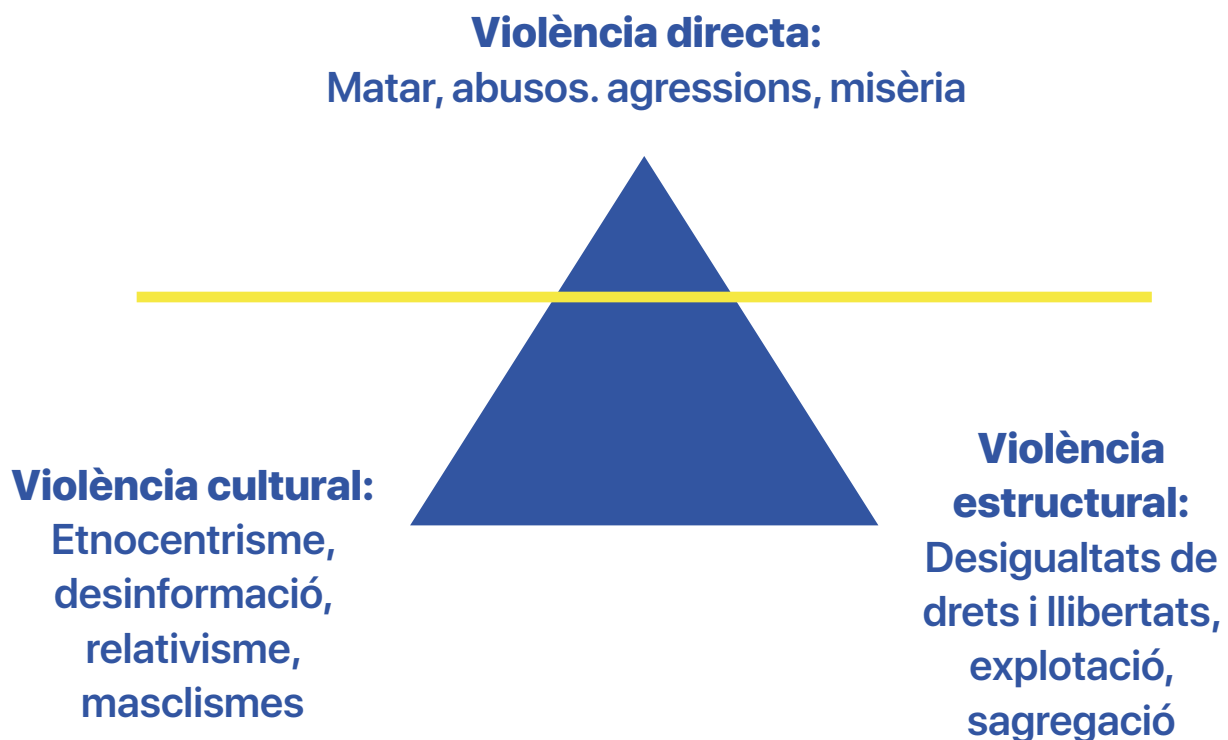 Violència directa:
Matar, abusos. agressions, misèria
Violència cultural:
Etnocentrisme,
desinformació,
relativisme,
masclismes
Violència
estructural:
Desigualtats de
drets i llibertats,
explotació,
sagregació